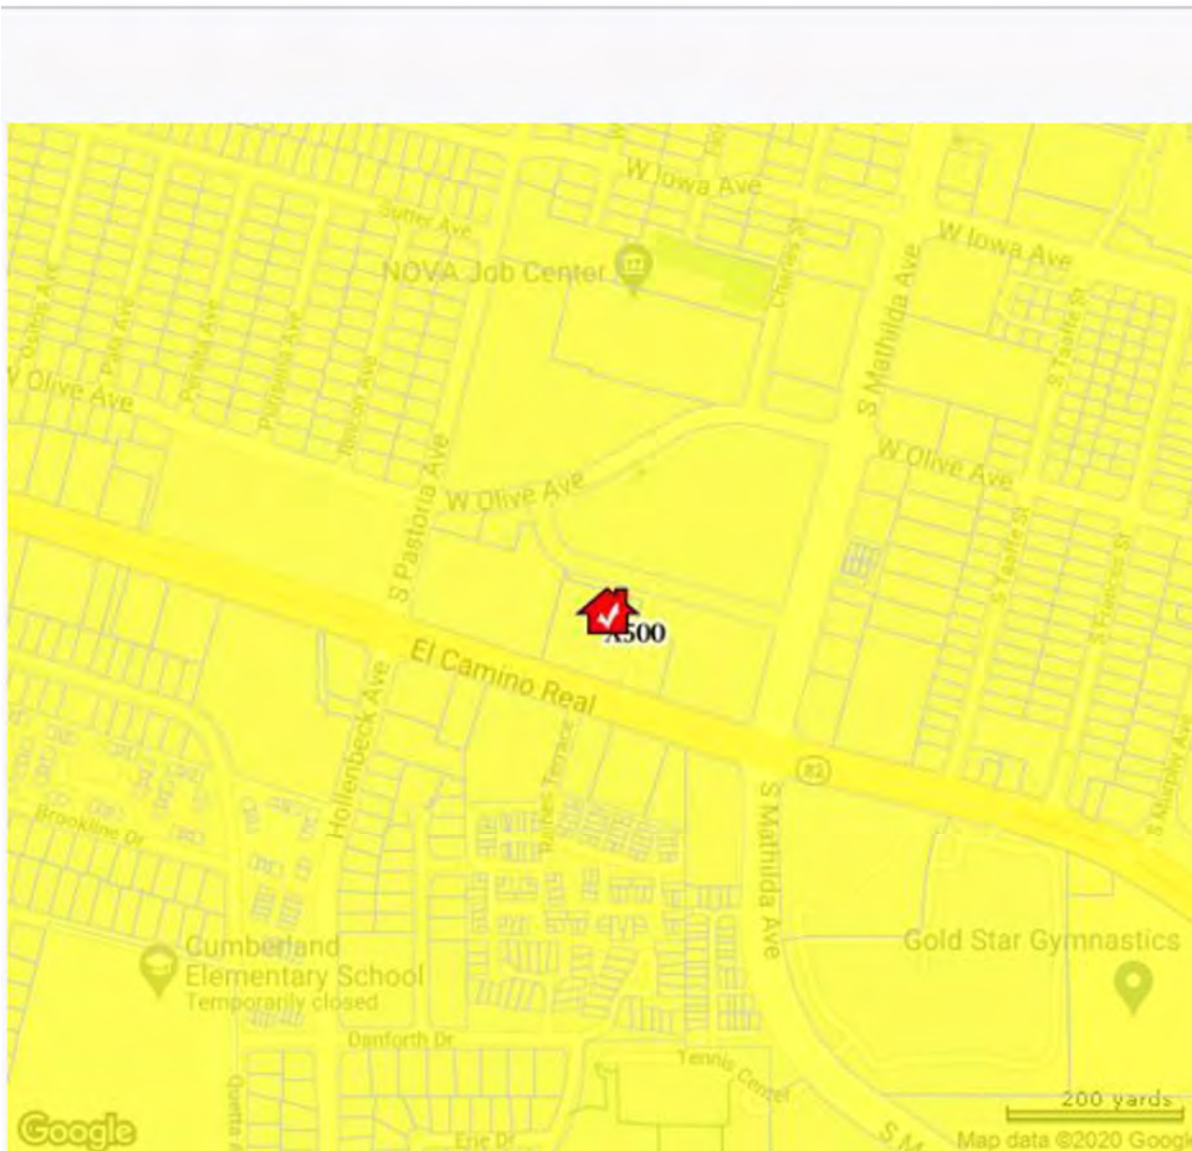 W Iowa Ave
Sutter Ave
W Iowa Ave
NOVA Job Center
Charles St
S Mathilda Ave
S Taaffe St
W Olive Ave
S Pastoria Ave
W Olive Ave
W Olive Ave
S Taaffe St
S Frances St
X500
El Camino Real
Hollenbeck Ave
82
S Mathilda Ave
S Murphy Ave
Brookline Dr
Cumberland
Elementary School
Temporarily closed
Gold Star Gymnastics
Danforth Dr
Tennis Center
200 yards
Eric Dr
Google
Map data ©2020 Google